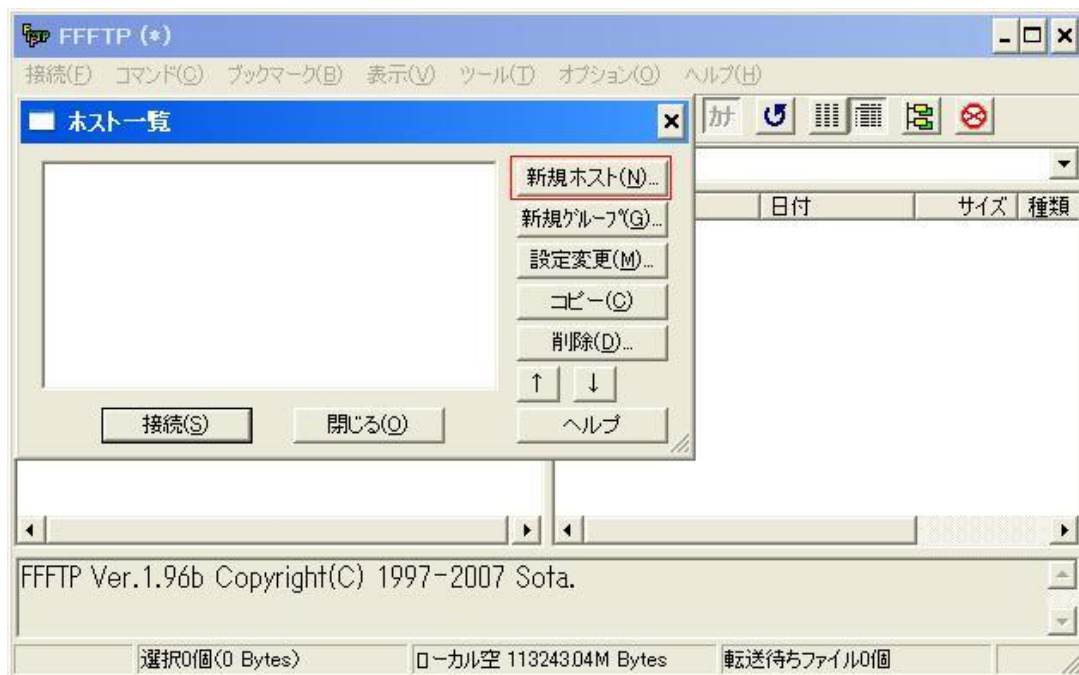 FFFTP (*)
接続(F) コマンド(C) ブックマーク(B) 表示(V) ツール(T) オプション(O) ヘルプ(H)
ホスト一覧
カナ
新規ホスト(N)...
日付 サイズ 種類
新規グループ(G)...
設定変更(M)...
コピー(C)
削除(D)...
↑ ↓
接続(S) 閉じる(O) ヘルプ
FFFTP Ver.1.96b Copyright(C) 1997-2007 Sota.
選択0個(0 Bytes) ローカル空 113243.04M Bytes 転送待ちファイル0個